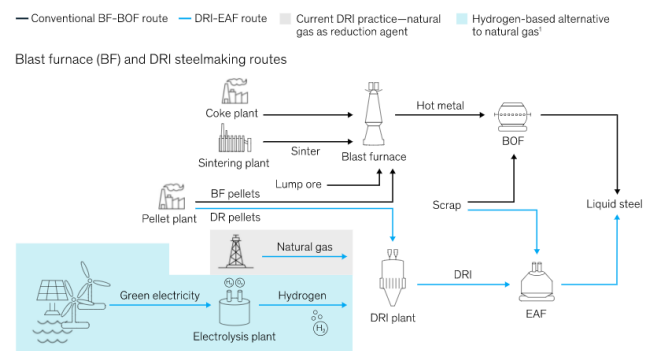 Conventional BF–BOF route
DRI–EAF route
Current DRI practice—natural
gas as reduction agent
Hydrogen-based alternative
to natural gas¹
Blast furnace (BF) and DRI steelmaking routes
Coke plant
Hot metal
BOF
Sintering plant
Sinter
Blast furnace
Lump ore
BF pellets
Pellet plant
DR pellets
Scrap
Liquid steel
Natural gas
DRI
Green electricity
H₂ O₂
Hydrogen
H₂
Electrolysis plant
DRI plant
EAF